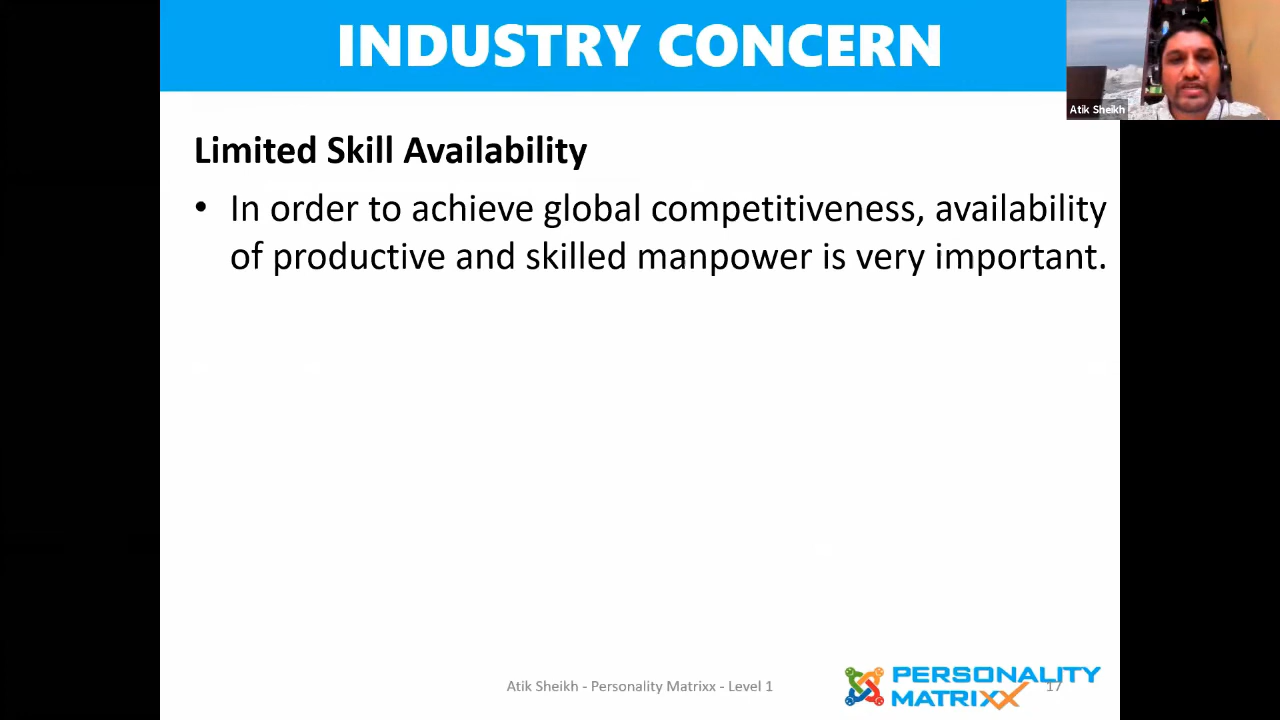 INDUSTRY CONCERN
Atik Sheikh
Limited Skill Availability
• In order to achieve global competitiveness, availability
of productive and skilled manpower is very important.
Atik Sheikh - Personality Matrixx - Level 1
PERSONALITY
MATRIXX
17